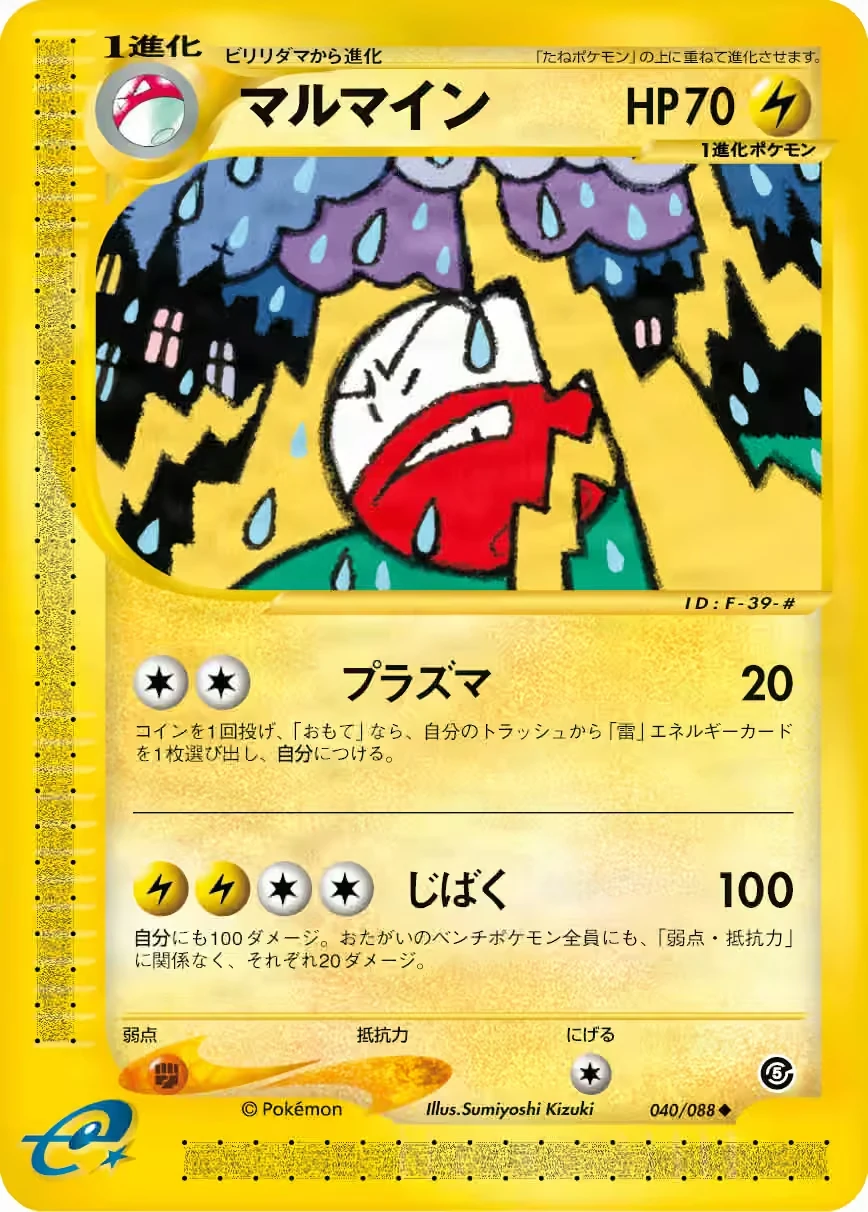 1進化
ビリリダマから進化
「たねポケモン」の上に重ねて進化させます。
マルマイン
HP70
1進化ポケモン
ID:F-39-#
プラズマ
20
コインを1回投げ、「おもて」なら、自分のトラッシュから「雷」エネルギーカード
を1枚選び出し、自分につける。
じばく
100
自分にも100ダメージ。おたがいのベンチポケモン全員にも、「弱点・抵抗力」
に関係なく、それぞれ20ダメージ。
弱点
抵抗力
にげる
5
© Pokémon
Illus.Sumiyoshi Kizuki
040/088◆
e